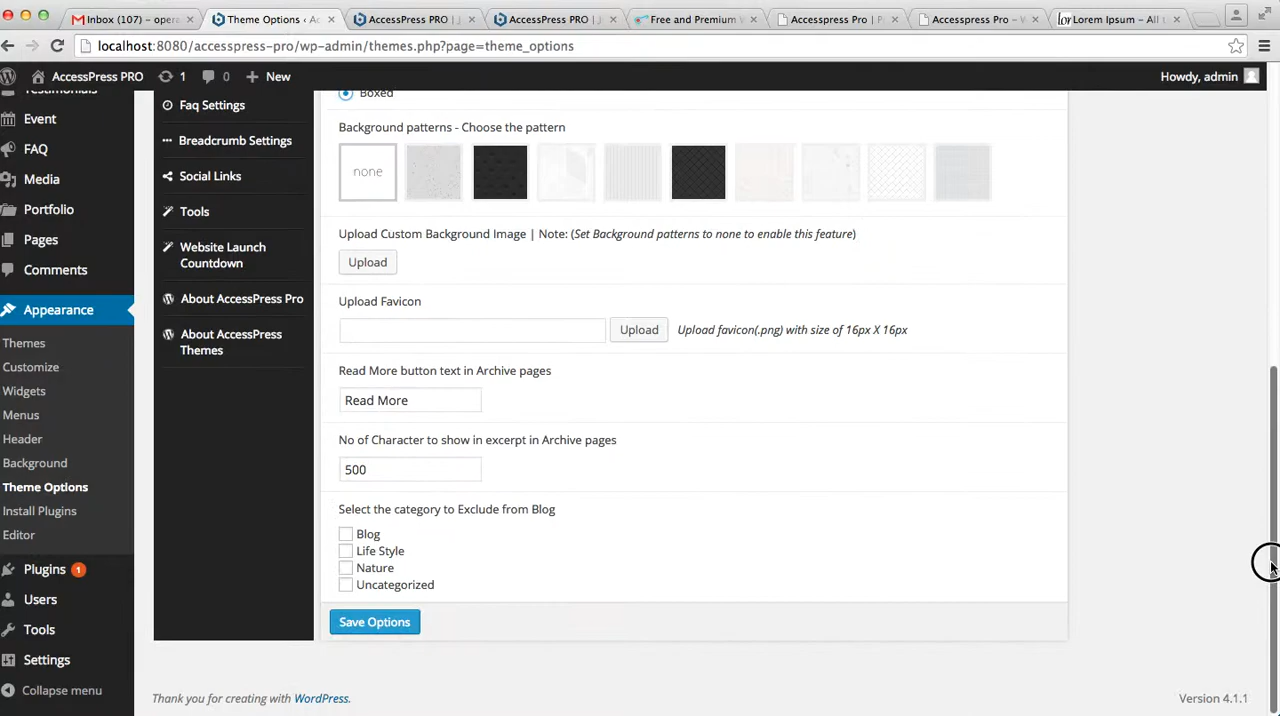 Inbox (107) – opera
Theme Options ‹ Ac
AccessPress PRO | J
AccessPress PRO | J
Free and Premium
Accesspress Pro | P
Accesspress Pro – V
Lorem Ipsum – All t
localhost:8080/accesspress-pro/wp-admin/themes.php?page=theme_options
AccessPress PRO
1
0
New
Howdy, admin
Testimonials
Event
FAQ
Media
Portfolio
Pages
Comments
Appearance
Themes
Customize
Widgets
Menus
Header
Background
Theme Options
Install Plugins
Editor
Plugins 1
Users
Tools
Settings
Collapse menu
Faq Settings
Breadcrumb Settings
Social Links
Tools
Website Launch
Countdown
About AccessPress Pro
About AccessPress
Themes
Boxed
Background patterns - Choose the pattern
none
Upload Custom Background Image | Note: (Set Background patterns to none to enable this feature)
Upload
Upload Favicon
Upload
Upload favicon(.png) with size of 16px X 16px
Read More button text in Archive pages
Read More
No of Character to show in excerpt in Archive pages
500
Select the category to Exclude from Blog
Blog
Life Style
Nature
Uncategorized
Save Options
Thank you for creating with WordPress.
Version 4.1.1